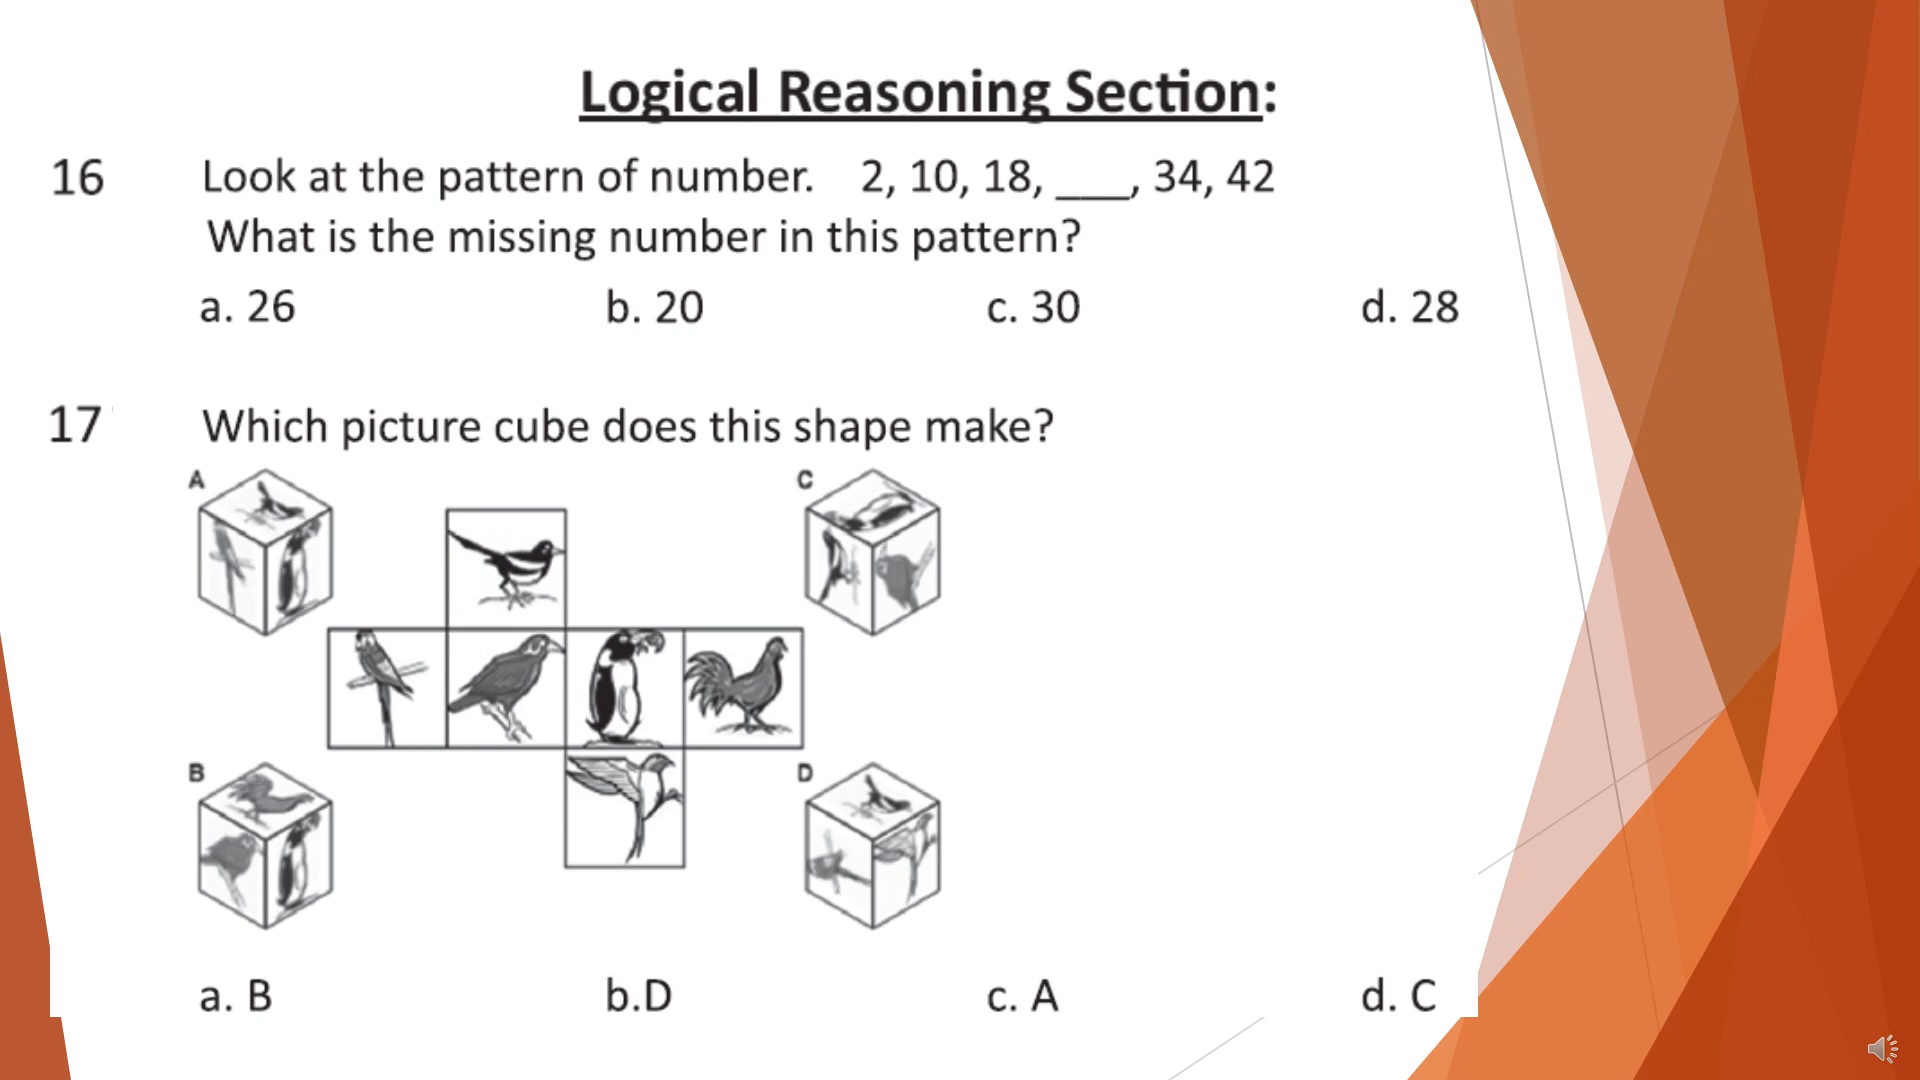 Logical Reasoning Section:
16 Look at the pattern of number. 2, 10, 18, ___, 34, 42
What is the missing number in this pattern?
a. 26 b. 20 c. 30 d. 28
17 Which picture cube does this shape make?
A C
B D
a. B b.D c. A d. C